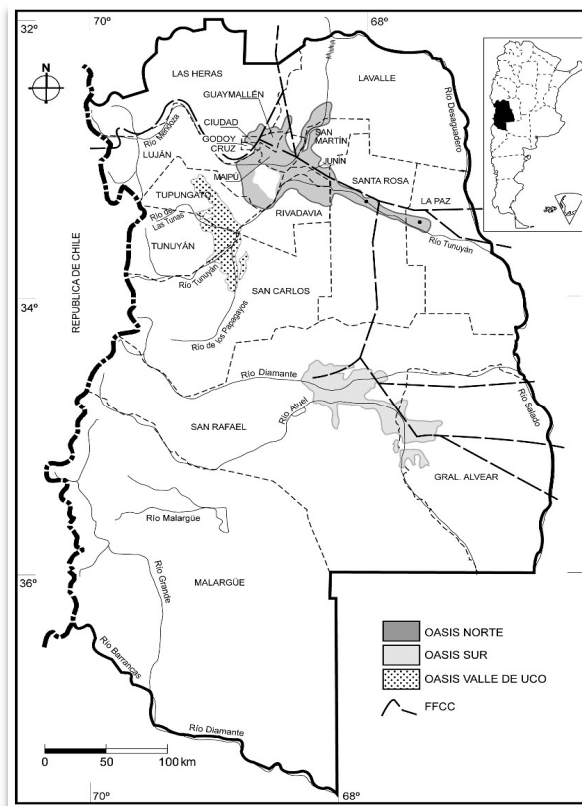 70º
68º
32º
N
LAS HERAS
LAVALLE
GUAYMALLÉN
CIUDAD
GODOY
CRUZ
SAN
MARTÍN
JUNÍN
Río Desaguadero
Río Mendoza
LUJÁN
MAIPÚ
SANTA ROSA
LA PAZ
TUPUNGATO
Río de
Las Tunas
RIVADAVIA
Río Tunuyán
TUNUYÁN
Río Tunuyán
REPUBLICA DE CHILE
SAN CARLOS
34º
Río de los Papagayos
Río Diamante
Río Atuel
Río Salado
SAN RAFAEL
GRAL. ALVEAR
Río Malargüe
36º
MALARGÜE
Río Grande
Río Barrancas
Río Diamante
OASIS NORTE
OASIS SUR
OASIS VALLE DE UCO
FFCC
0 50 100 km
70º
68º